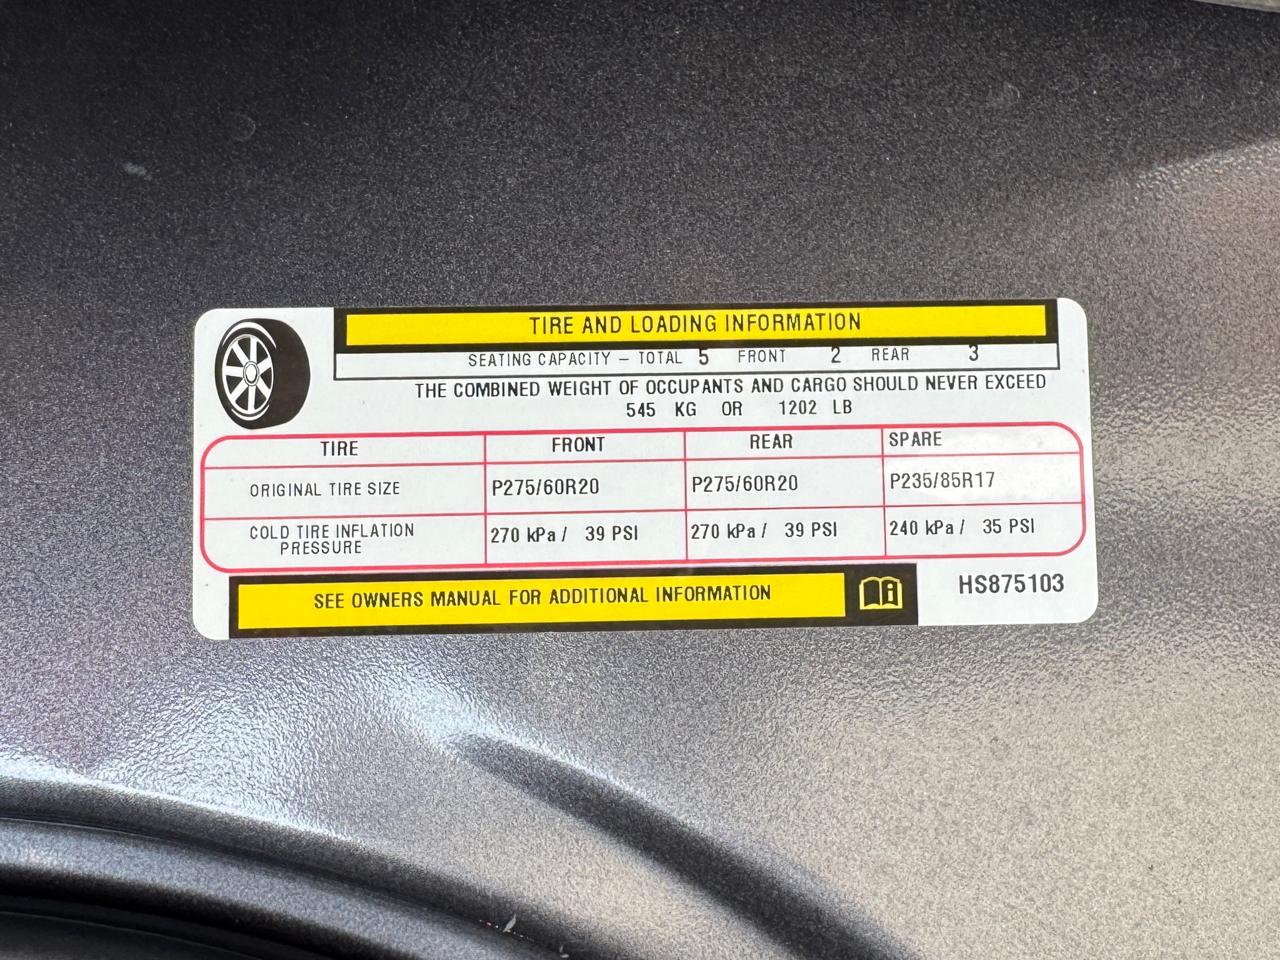 TIRE AND LOADING INFORMATION
SEATING CAPACITY – TOTAL 5 FRONT 2 REAR 3
THE COMBINED WEIGHT OF OCCUPANTS AND CARGO SHOULD NEVER EXCEED
545 KG OR 1202 LB
TIRE FRONT REAR SPARE
ORIGINAL TIRE SIZE P275/60R20 P275/60R20 P235/85R17
COLD TIRE INFLATION
PRESSURE 270 kPa / 39 PSI 270 kPa / 39 PSI 240 kPa / 35 PSI
SEE OWNERS MANUAL FOR ADDITIONAL INFORMATION
HS875103